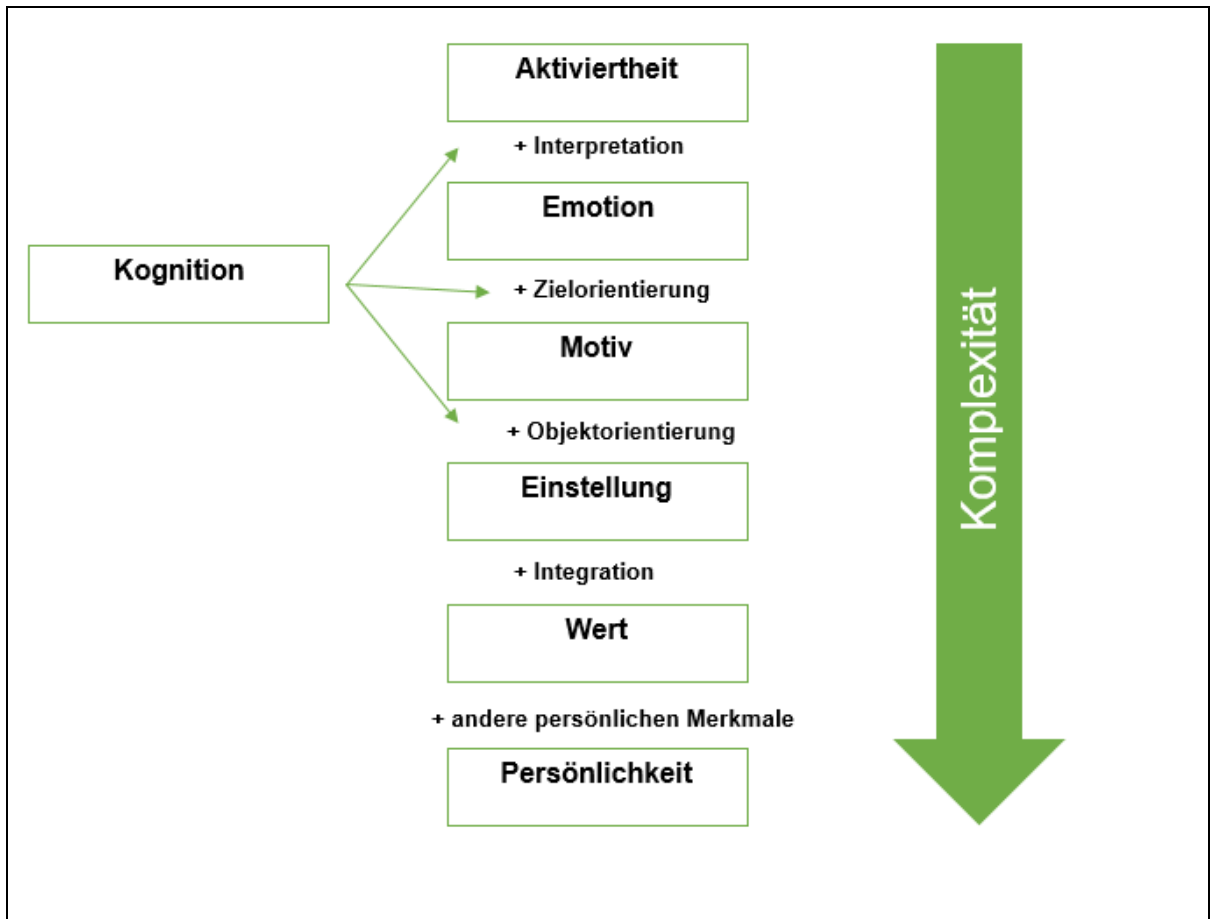 Aktiviertheit
+ Interpretation
Emotion
Kognition
+ Zielorientierung
Motiv
+ Objektorientierung
Einstellung
+ Integration
Wert
+ andere persönlichen Merkmale
Persönlichkeit
Komplexität